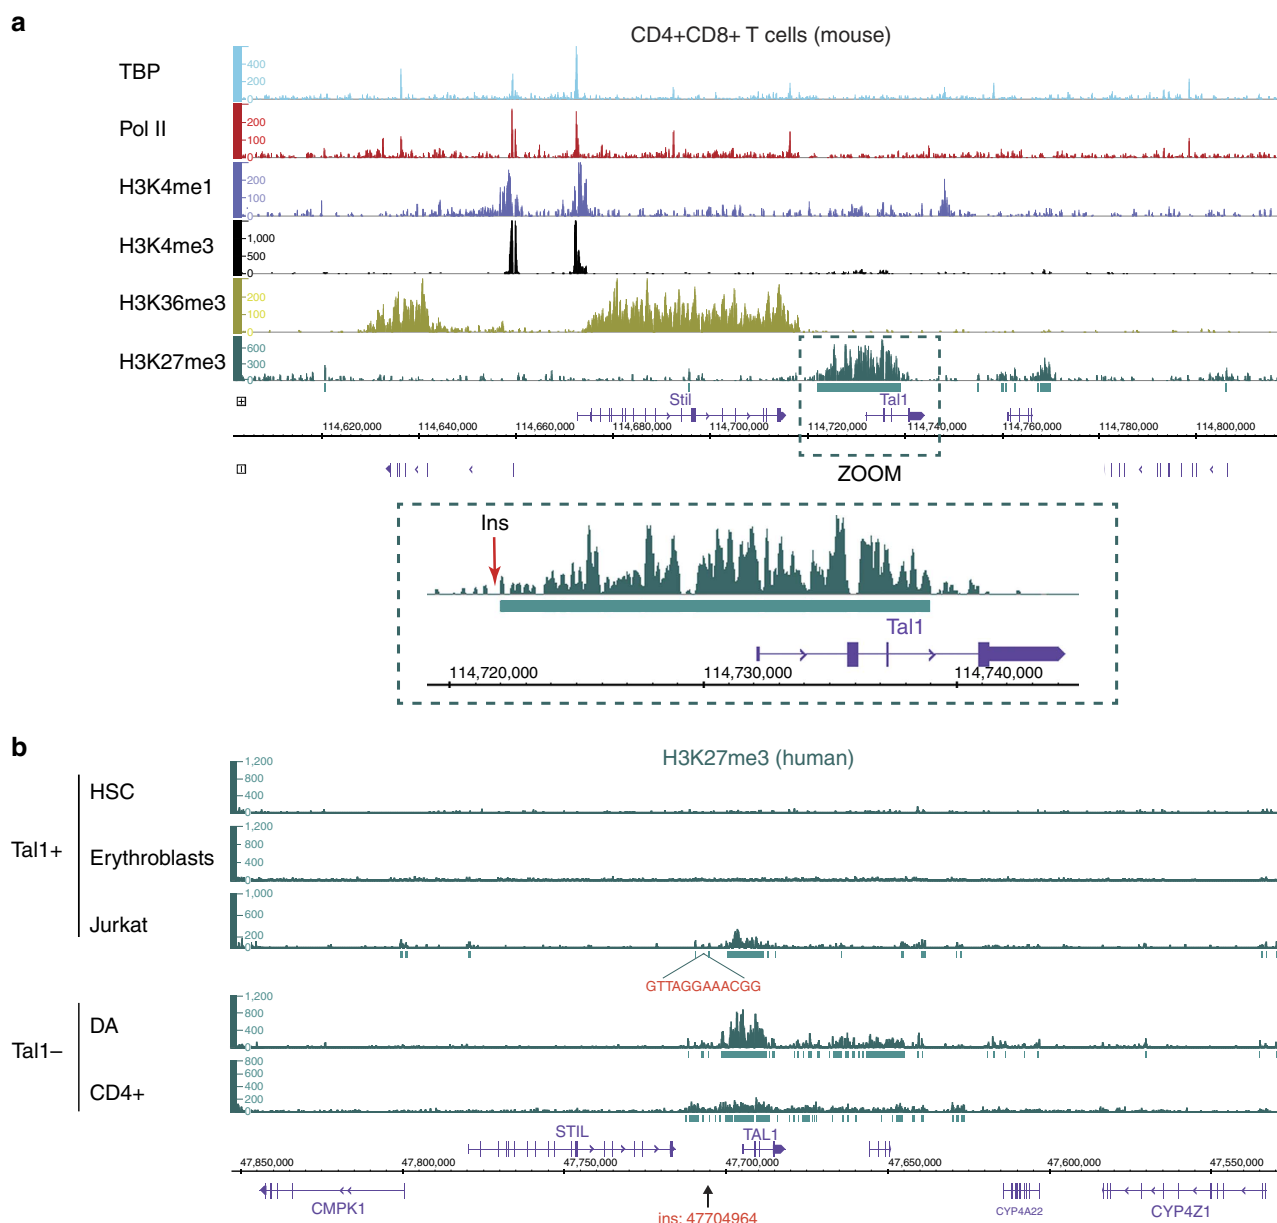 a
CD4+CD8+ T cells (mouse)
TBP
400
200
0
Pol II
200
100
0
H3K4me1
200
100
0
H3K4me3
1,000
500
0
H3K36me3
200
100
0
H3K27me3
600
300
0
Stil
Tal1
114,620,000 114,640,000 114,660,000 114,680,000 114,700,000 114,720,000 114,740,000 114,760,000 114,780,000 114,800,000
ZOOM
Ins
Tal1
114,720,000 114,730,000 114,740,000
b
H3K27me3 (human)
Tal1+
HSC
1,200
800
400
0
Erythroblasts
1,200
800
400
0
Jurkat
1,000
600
200
0
GTTAGGAAACGG
Tal1–
DA
1,200
800
400
0
CD4+
800
600
400
200
0
STIL
TAL1
47,850,000 47,800,000 47,750,000 47,700,000 47,650,000 47,600,000 47,550,000
CMPK1
CYP4A22
CYP4Z1
ins: 47704964